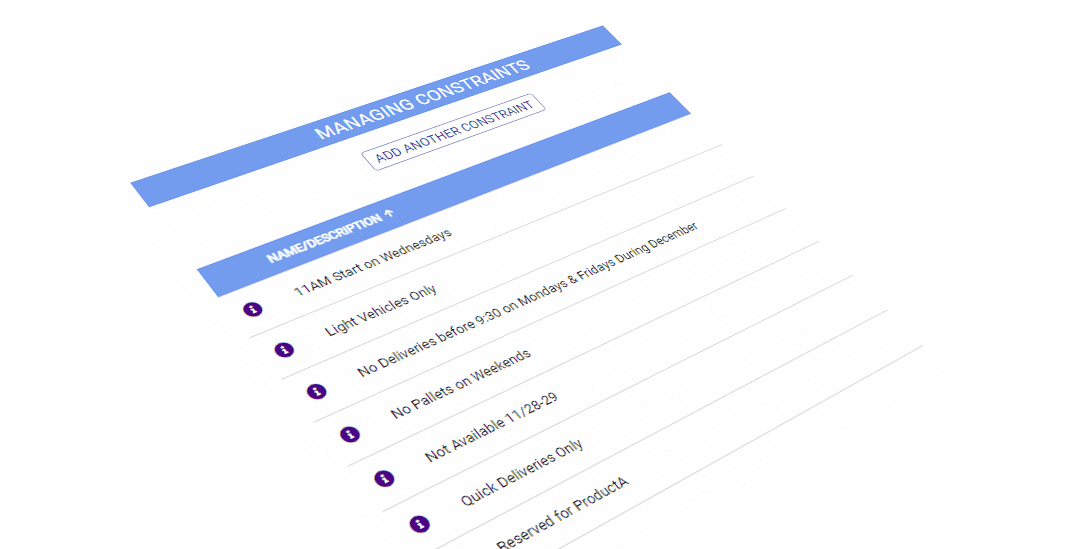 MANAGING CONSTRAINTS
ADD ANOTHER CONSTRAINT
NAME/DESCRIPTION ↑
11AM Start on Wednesdays
Light Vehicles Only
No Deliveries before 9:30 on Mondays & Fridays During December
No Pallets on Weekends
Not Available 11/28-29
Quick Deliveries Only
Reserved for ProductA